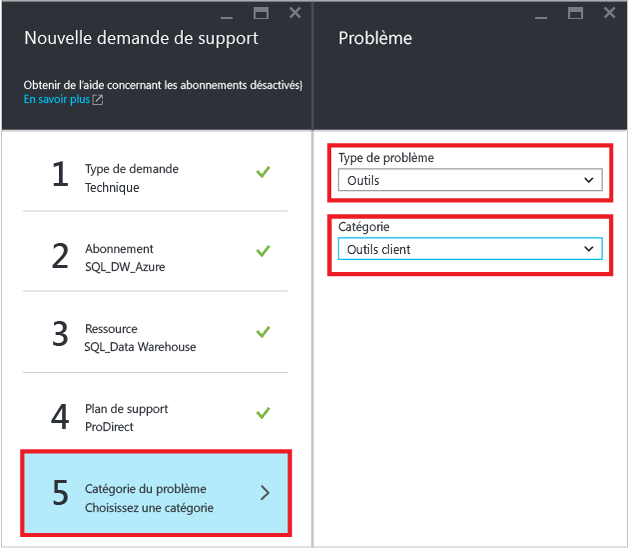 Nouvelle demande de support
Obtenir de l'aide concernant les abonnements désactivés)
En savoir plus
1
Type de demande
Technique
2
Abonnement
SQL_DW_Azure
3
Ressource
SQL_Data Warehouse
4
Plan de support
ProDirect
5
Catégorie du problème
Choisissez une catégorie
Problème
Type de problème
Outils
Catégorie
Outils client